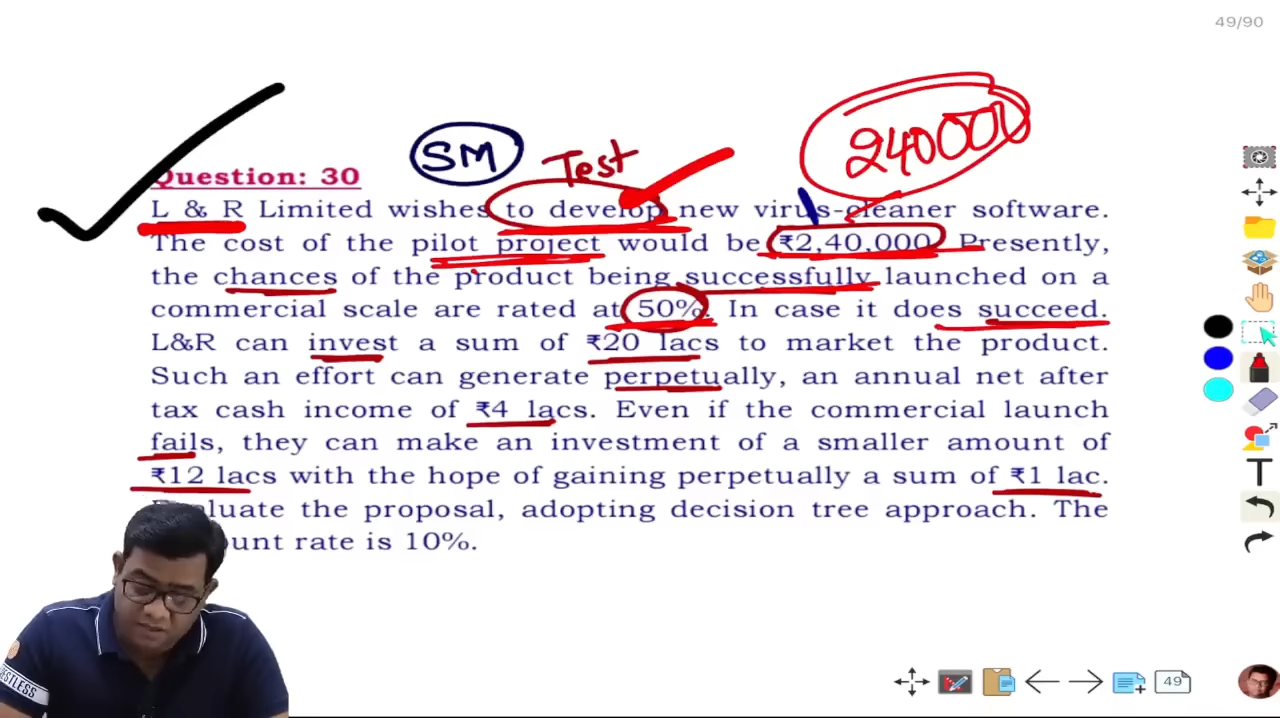 49/90
240000
SM
Test
Question: 30
L & R Limited wishes to develop new virus-cleaner software.
The cost of the pilot project would be ₹2,40,000. Presently,
the chances of the product being successfully launched on a
commercial scale are rated at 50%. In case it does succeed.
L&R can invest a sum of ₹20 lacs to market the product.
Such an effort can generate perpetually, an annual net after
tax cash income of ₹4 lacs. Even if the commercial launch
fails, they can make an investment of a smaller amount of
₹12 lacs with the hope of gaining perpetually a sum of ₹1 lac.
Evaluate the proposal, adopting decision tree approach. The
rate is 10%.
T
49